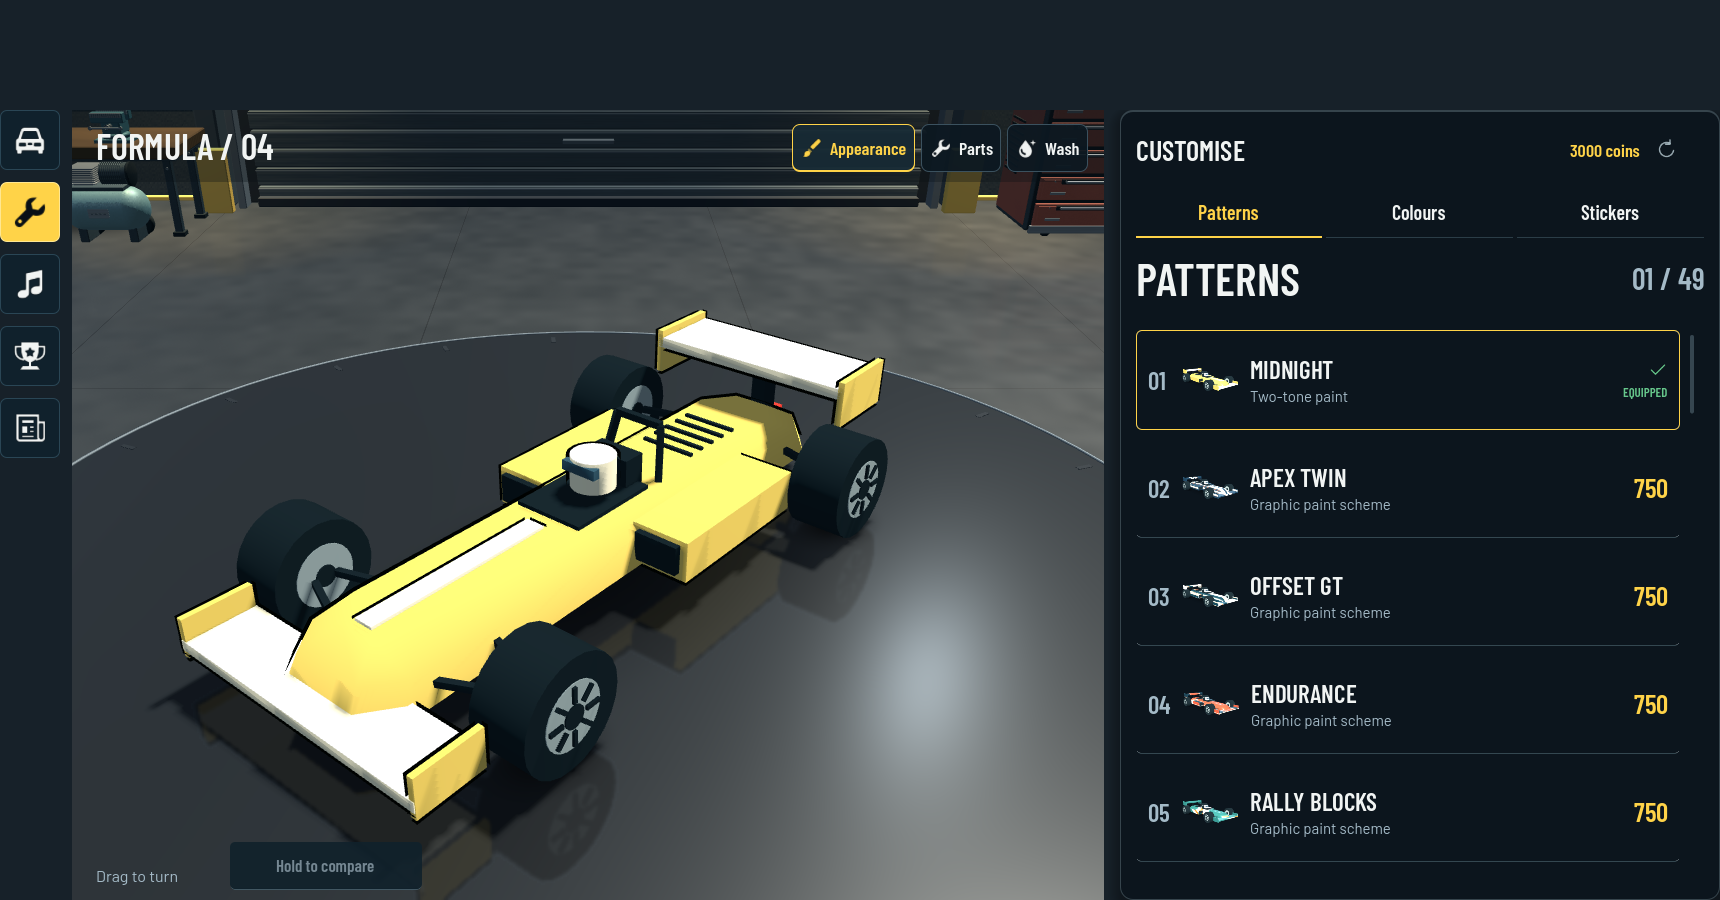 FORMULA / 04
Appearance
Parts
Wash
CUSTOMISE
3000 coins
Patterns
Colours
Stickers
PATTERNS
01 / 49
01
MIDNIGHT
Two-tone paint
EQUIPPED
02
APEX TWIN
Graphic paint scheme
750
03
OFFSET GT
Graphic paint scheme
750
04
ENDURANCE
Graphic paint scheme
750
05
RALLY BLOCKS
Graphic paint scheme
750
Drag to turn
Hold to compare